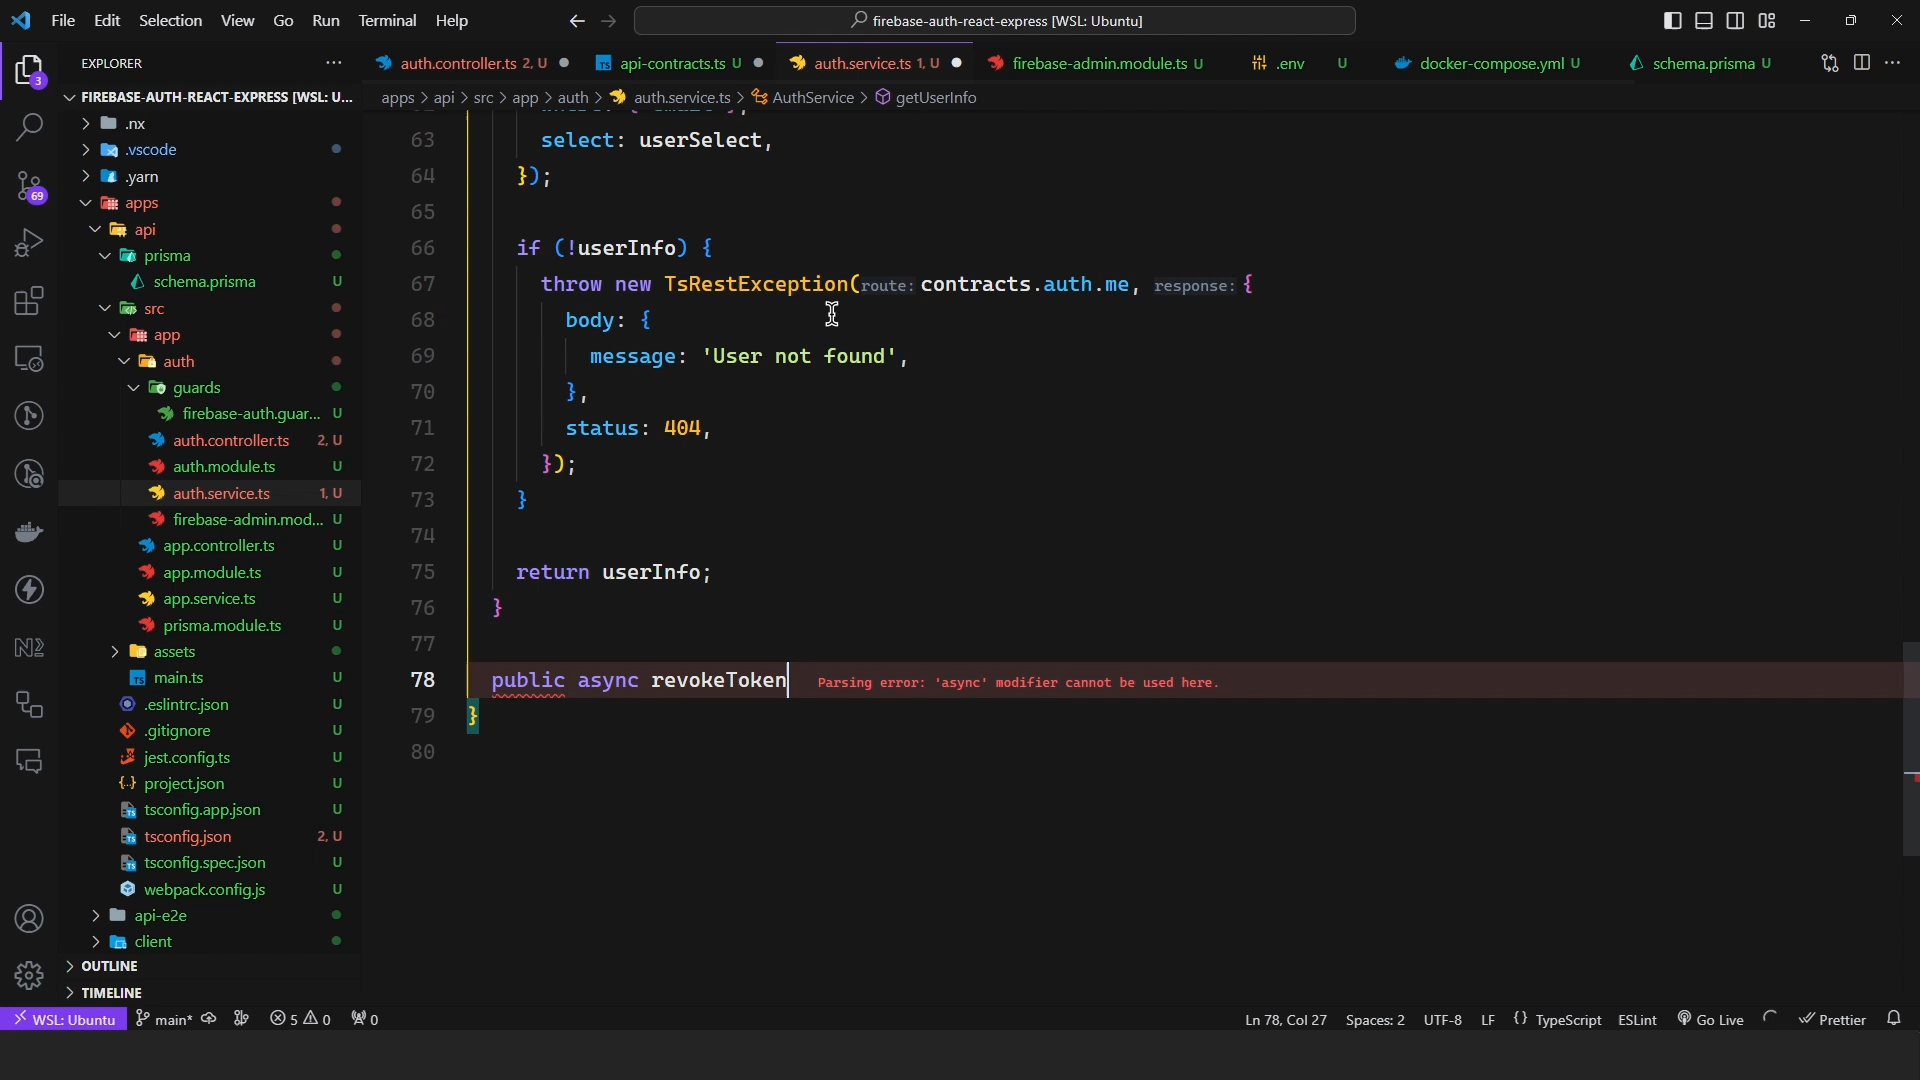 File Edit Selection View Go Run Terminal Help
firebase-auth-react-express [WSL: Ubuntu]
3
EXPLORER
auth.controller.ts 2, U
TS api-contracts.ts U
auth.service.ts 1, U
firebase-admin.module.ts U
.env U
docker-compose.yml U
schema.prisma U
FIREBASE-AUTH-REACT-EXPRESS [WSL: U...
apps > api > src > app > auth > auth.service.ts > AuthService > getUserInfo
.nx
.vscode
.yarn
69
apps
api
prisma
schema.prisma U
src
app
auth
guards
firebase-auth.guar... U
auth.controller.ts 2, U
auth.module.ts U
auth.service.ts 1, U
firebase-admin.mod... U
app.controller.ts U
app.module.ts U
app.service.ts U
prisma.module.ts U
assets
TS main.ts U
.eslintrc.json U
.gitignore U
jest.config.ts U
project.json U
tsconfig.app.json U
tsconfig.json 2, U
tsconfig.spec.json U
webpack.config.js U
api-e2e
client
OUTLINE
TIMELINE
63 select: userSelect,
64 });
65
66 if (!userInfo) {
67 throw new TsRestException(route: contracts.auth.me, response: {
68 body: {
69 message: 'User not found',
70 },
71 status: 404,
72 });
73 }
74
75 return userInfo;
76 }
77
78 public async revokeToken Parsing error: 'async' modifier cannot be used here.
79 }
80
WSL: Ubuntu main* 5 0 0 Ln 78, Col 27 Spaces: 2 UTF-8 LF {} TypeScript ESLint Go Live Prettier